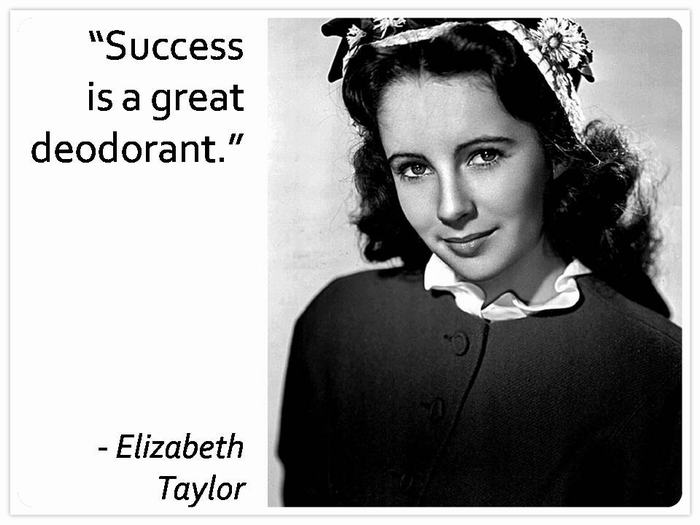 “Success
is a great
deodorant.”
- Elizabeth
Taylor